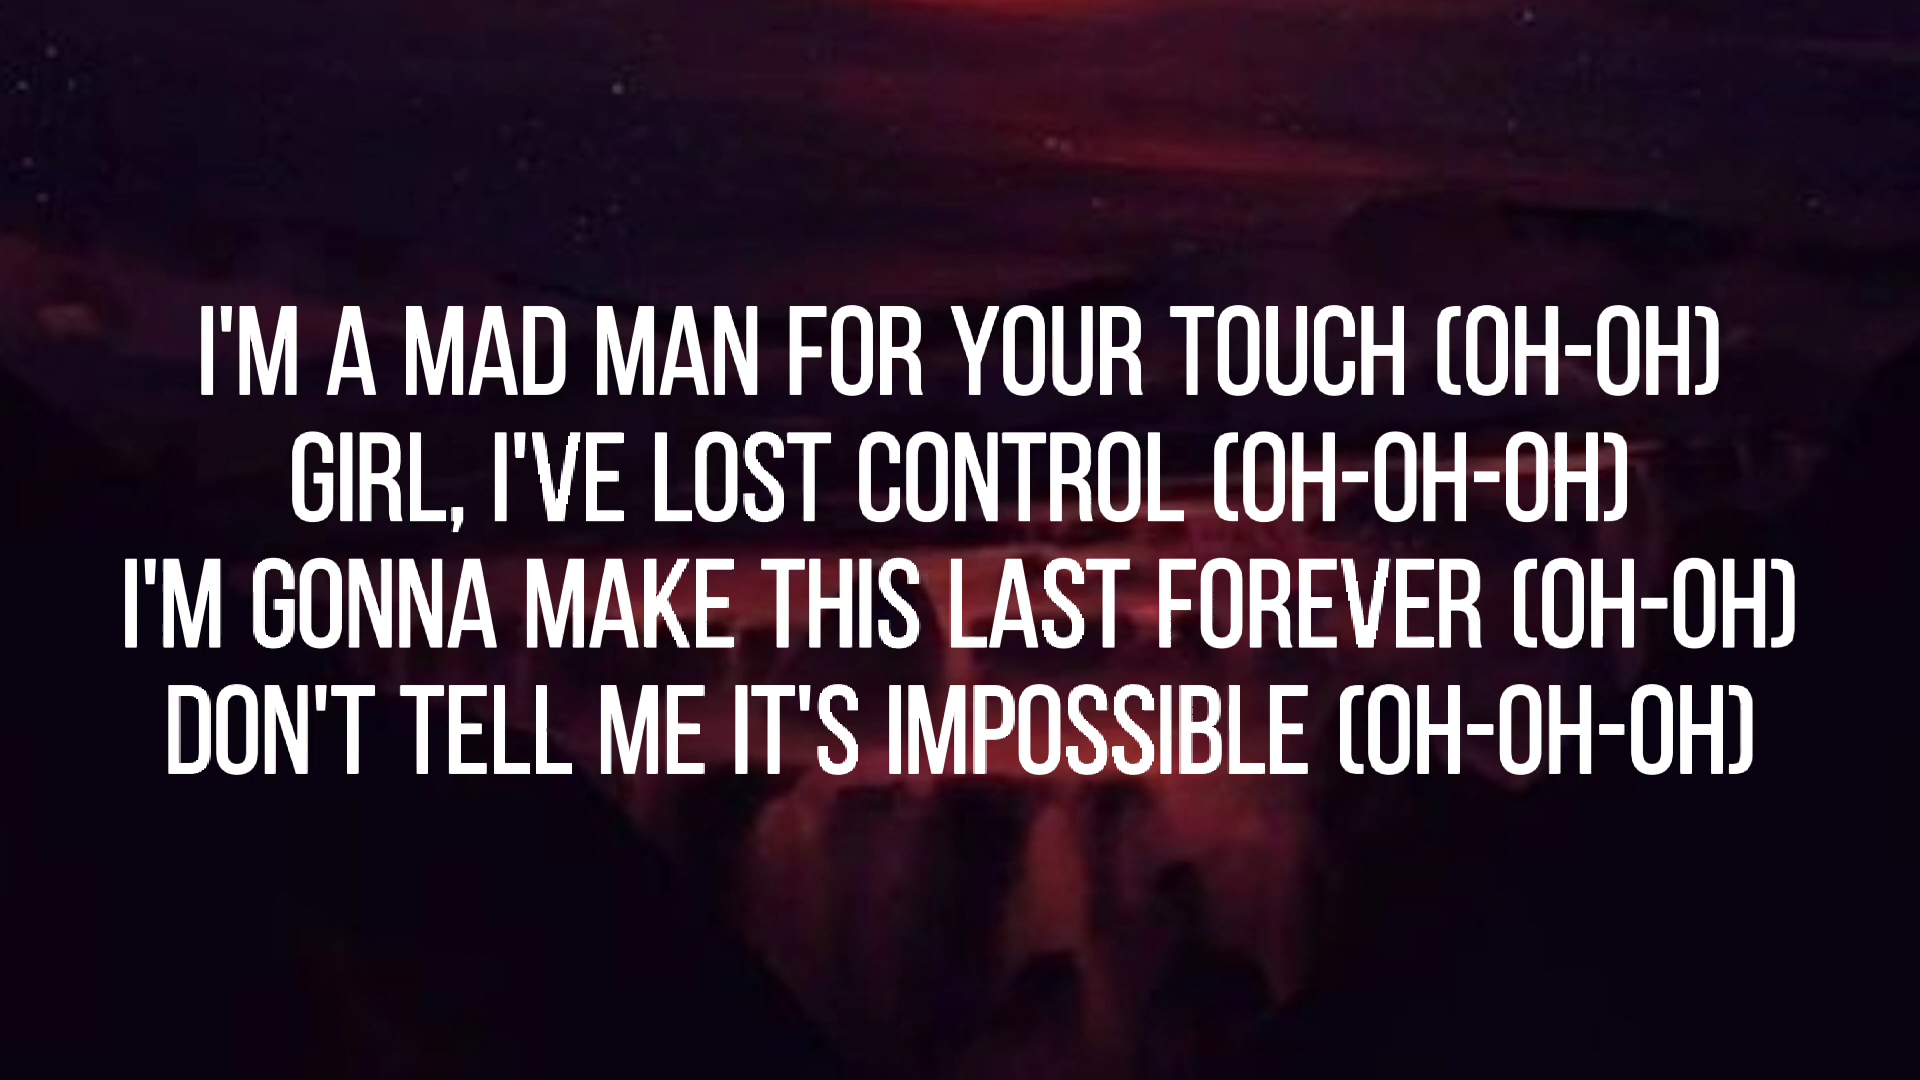 I'M A MAD MAN FOR YOUR TOUCH (OH-OH)
GIRL, I'VE LOST CONTROL (OH-OH-OH)
I'M GONNA MAKE THIS LAST FOREVER (OH-OH)
DON'T TELL ME IT'S IMPOSSIBLE (OH-OH-OH)